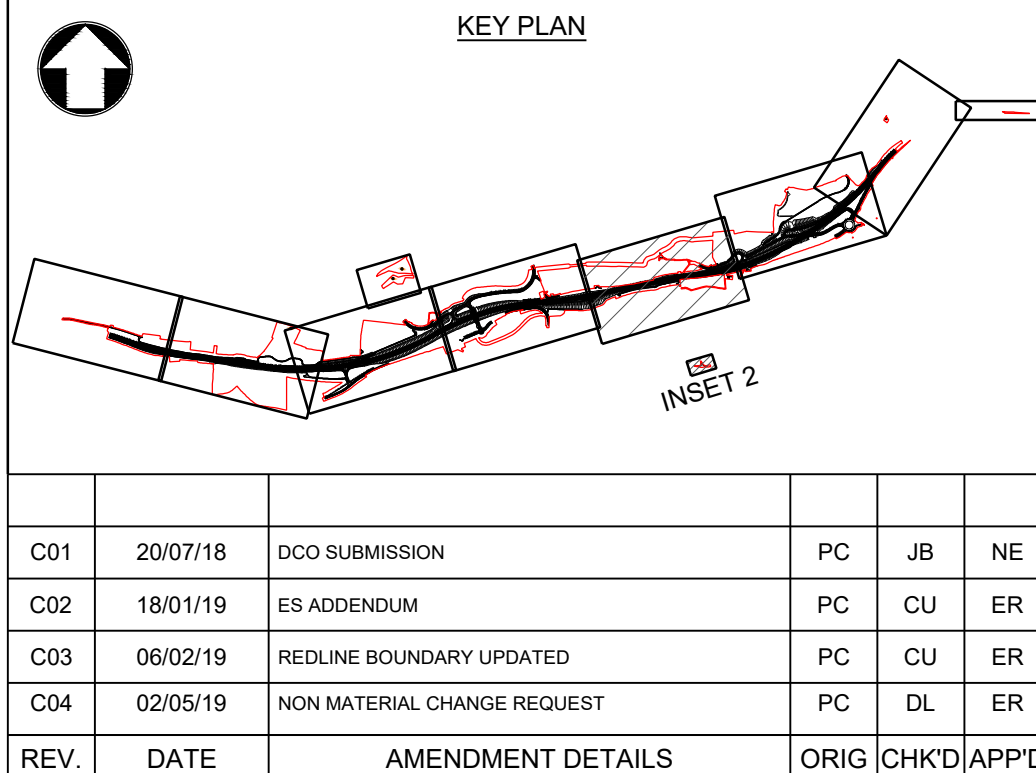 KEY PLAN
INSET 2
C01 20/07/18 DCO SUBMISSION PC JB NE
C02 18/01/19 ES ADDENDUM PC CU ER
C03 06/02/19 REDLINE BOUNDARY UPDATED PC CU ER
C04 02/05/19 NON MATERIAL CHANGE REQUEST PC DL ER
REV. DATE AMENDMENT DETAILS ORIG CHK'D APP'D